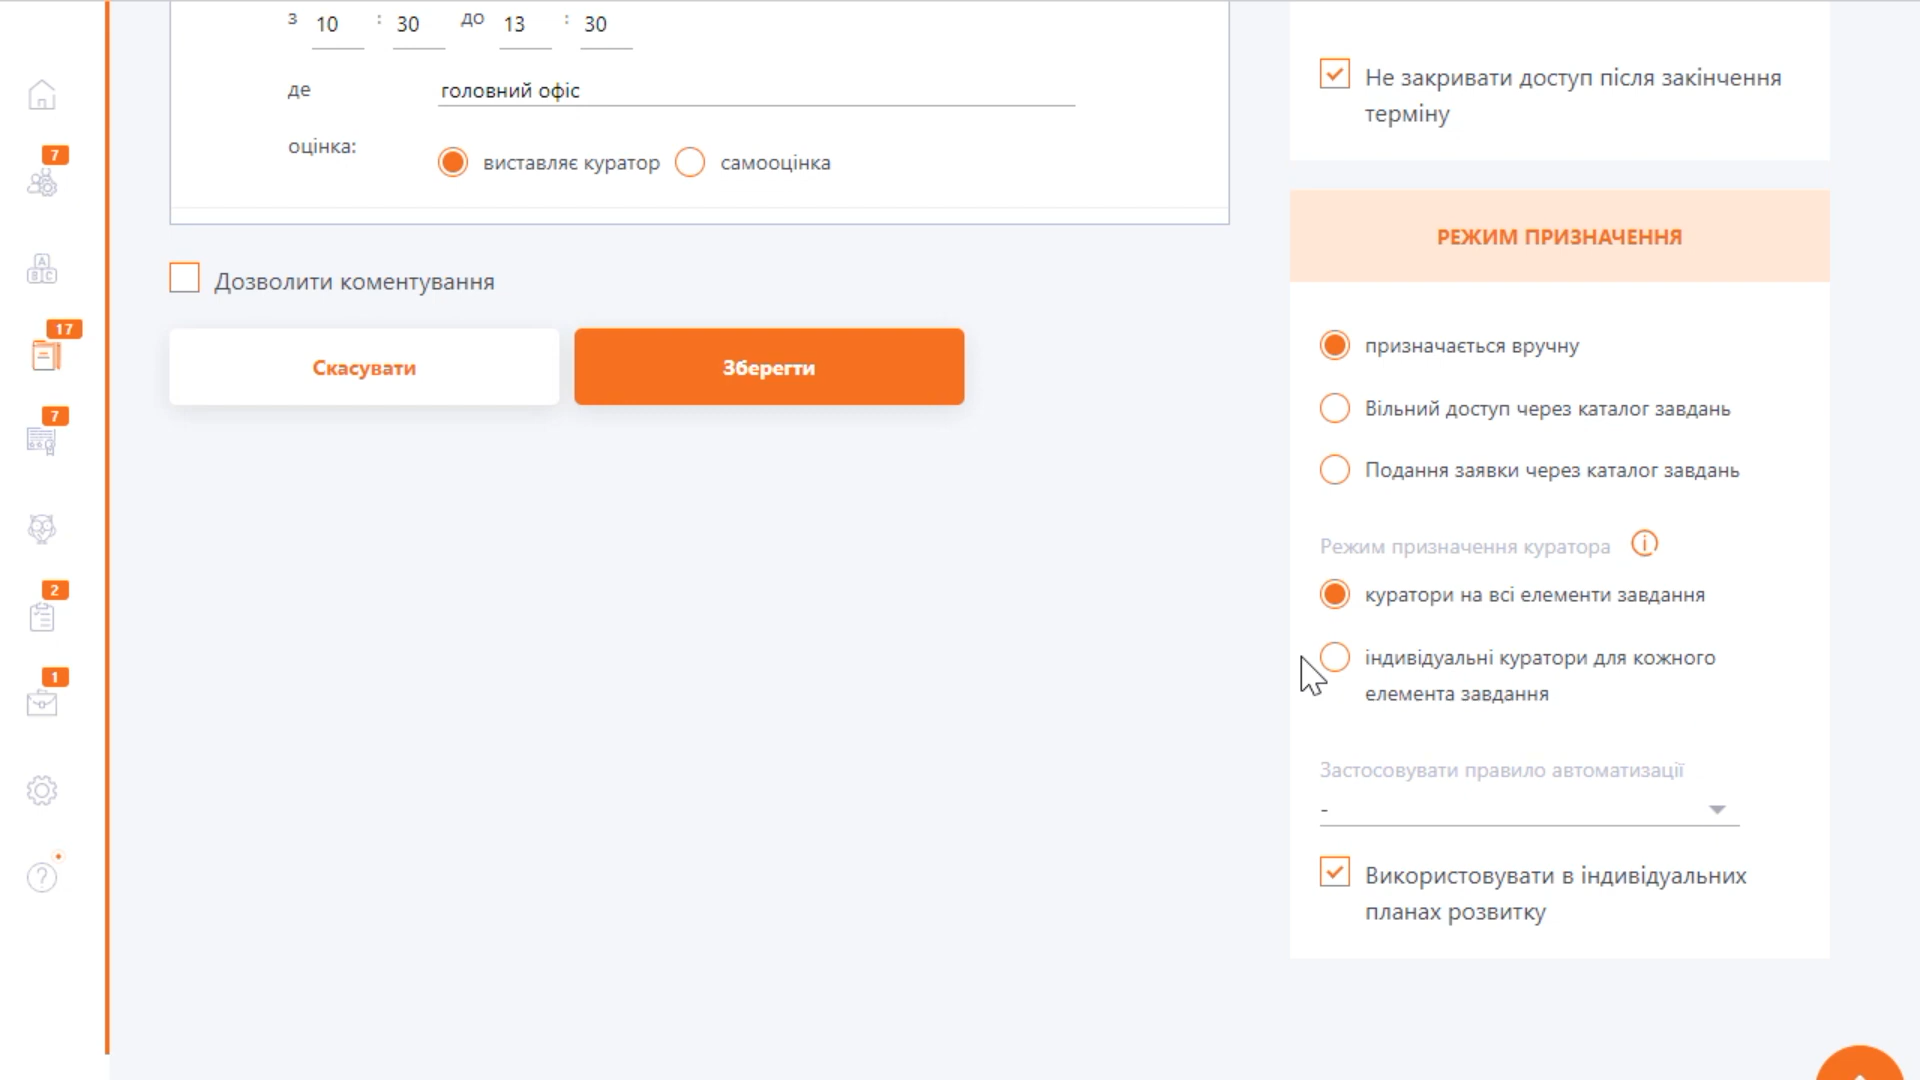 з 10 : 30 до 13 : 30
де головний офіс
оцінка: виставляє куратор самооцінка
Дозволити коментування
Скасувати Зберегти
7
A
B C
17
7
2
1
?
Не закривати доступ після закінчення
терміну
РЕЖИМ ПРИЗНАЧЕННЯ
призначається вручну
Вільний доступ через каталог завдань
Подання заявки через каталог завдань
Режим призначення куратора i
куратори на всі елементи завдання
індивідуальні куратори для кожного
елемента завдання
Застосовувати правило автоматизації
-
Використовувати в індивідуальних
планах розвитку